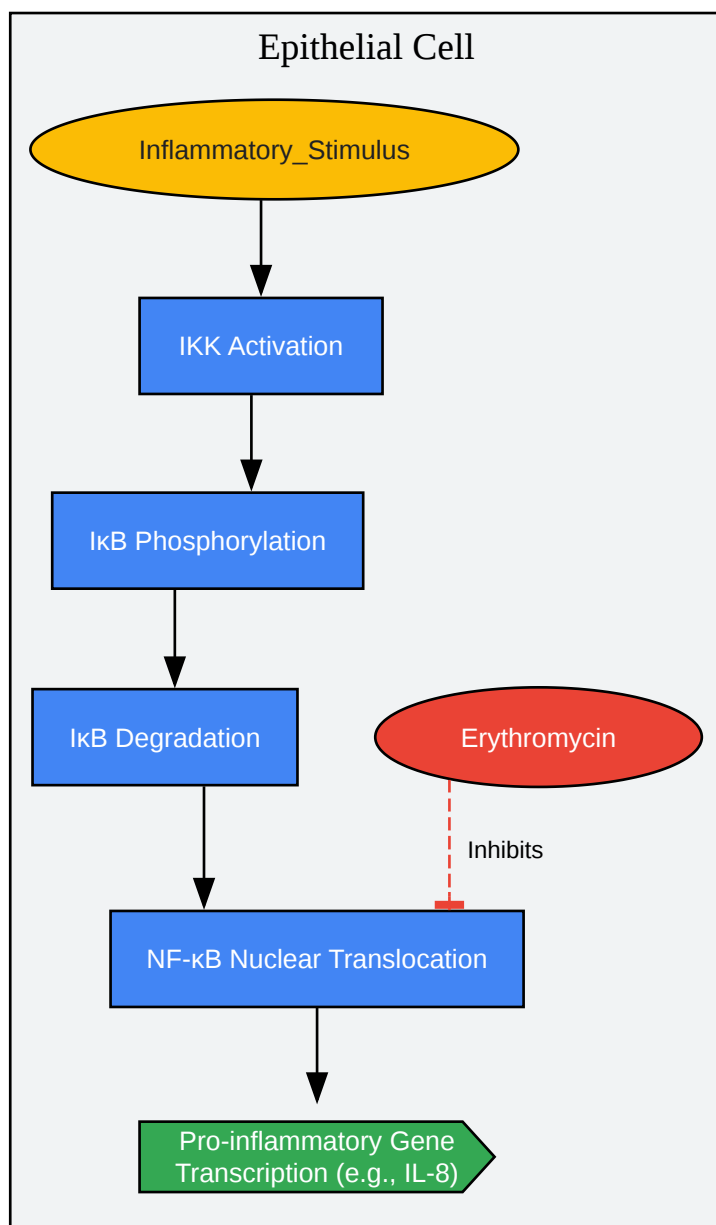 Epithelial Cell
Inflammatory_Stimulus
IKK Activation
IκB Phosphorylation
IκB Degradation
Erythromycin
Inhibits
NF-κB Nuclear Translocation
Pro-inflammatory Gene
Transcription (e.g., IL-8)